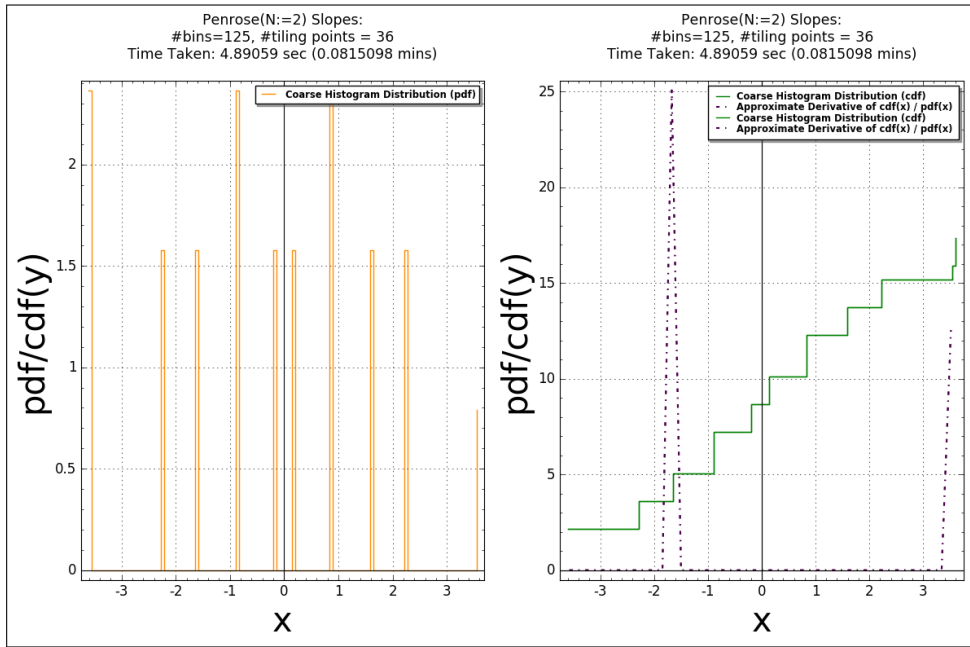 Penrose(N:=2) Slopes:
#bins=125, #tiling points = 36
Time Taken: 4.89059 sec (0.0815098 mins)
Coarse Histogram Distribution (pdf)
2
1.5
1
0.5
0
pdf/cdf(y)
-3 -2 -1 0 1 2 3
x
Penrose(N:=2) Slopes:
#bins=125, #tiling points = 36
Time Taken: 4.89059 sec (0.0815098 mins)
Coarse Histogram Distribution (cdf)
Approximate Derivative of cdf(x) / pdf(x)
Coarse Histogram Distribution (cdf)
Approximate Derivative of cdf(x) / pdf(x)
25
20
15
10
5
0
pdf/cdf(y)
-3 -2 -1 0 1 2 3
x